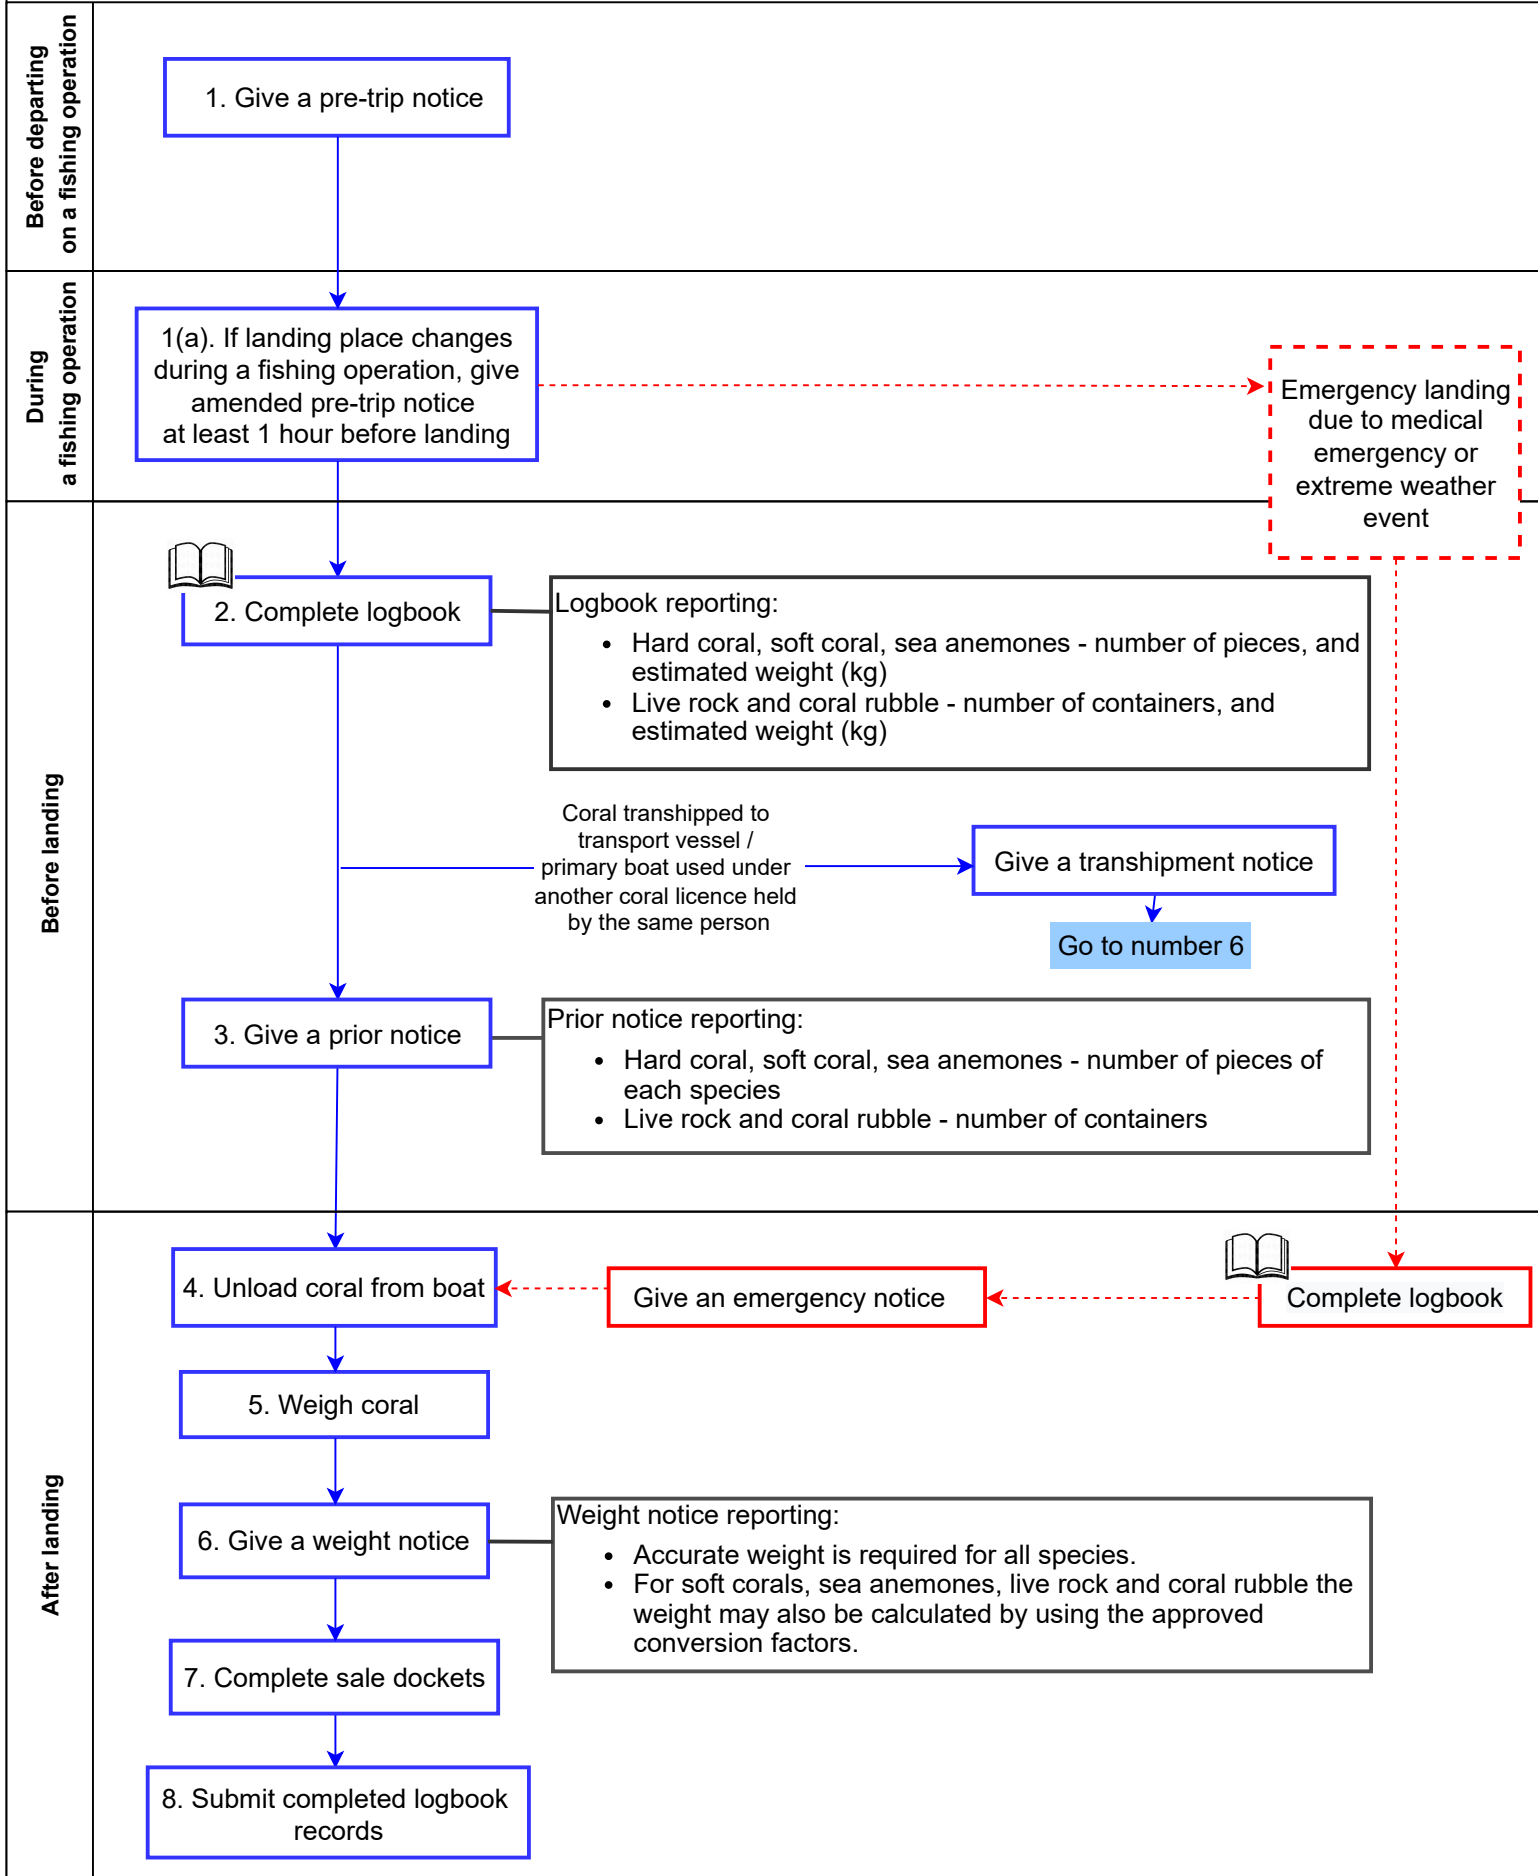 Before departing
on a fishing operation
1. Give a pre-trip notice
During
a fishing operation
1(a). If landing place changes
during a fishing operation, give
amended pre-trip notice
at least 1 hour before landing
Emergency landing
due to medical
emergency or
extreme weather
event
Before landing
2. Complete logbook
Logbook reporting:
• Hard coral, soft coral, sea anemones - number of pieces, and
estimated weight (kg)
• Live rock and coral rubble - number of containers, and
estimated weight (kg)
Coral transhipped to
transport vessel /
primary boat used under
another coral licence held
by the same person
Give a transhipment notice
Go to number 6
3. Give a prior notice
Prior notice reporting:
• Hard coral, soft coral, sea anemones - number of pieces of
each species
• Live rock and coral rubble - number of containers
After landing
4. Unload coral from boat
Give an emergency notice
Complete logbook
5. Weigh coral
6. Give a weight notice
Weight notice reporting:
• Accurate weight is required for all species.
• For soft corals, sea anemones, live rock and coral rubble the
weight may also be calculated by using the approved
conversion factors.
7. Complete sale dockets
8. Submit completed logbook
records